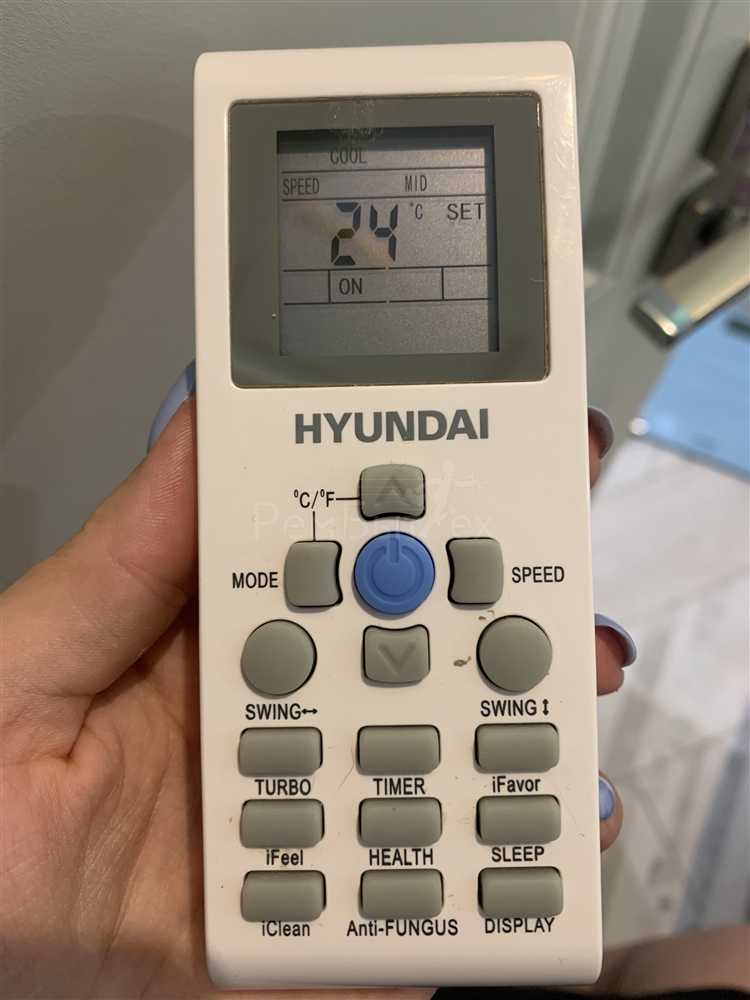 COOL
SPEED MID
24 °C SET
ON
HYUNDAI
°C/°F
MODE SPEED
SWING↔ SWING↕
TURBO TIMER iFavor
iFeel HEALTH SLEEP
iClean Anti-FUNGUS DISPLAY